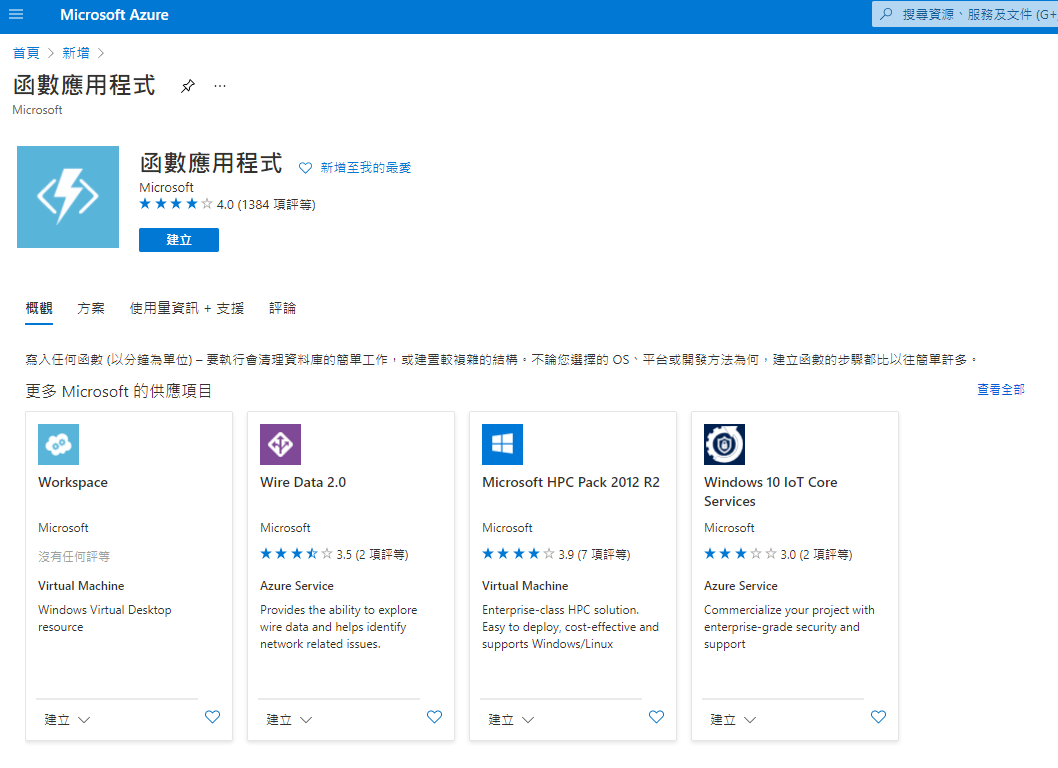 Microsoft Azure
搜尋資源、服務及文件 (G+
首頁 > 新增 >
函數應用程式 ...
Microsoft
函數應用程式
新增至我的最愛
Microsoft
4.0 (1384 項評等)
建立
概觀 方案 使用量資訊 + 支援 評論
寫入任何函數 (以分鐘為單位) – 要執行會清理資料庫的簡單工作，或建置較複雜的結構。不論您選擇的 OS、平台或開發方法為何，建立函數的步驟都比以往簡單許多。
更多 Microsoft 的供應項目
查看全部
Workspace
Microsoft
沒有任何評等
Virtual Machine
Windows Virtual Desktop
resource
建立
Wire Data 2.0
Microsoft
3.5 (2 項評等)
Azure Service
Provides the ability to explore
wire data and helps identify
network related issues.
建立
Microsoft HPC Pack 2012 R2
Microsoft
3.9 (7 項評等)
Virtual Machine
Enterprise-class HPC solution.
Easy to deploy, cost-effective and
supports Windows/Linux
建立
Windows 10 IoT Core
Services
Microsoft
3.0 (2 項評等)
Azure Service
Commercialize your project with
enterprise-grade security and
support
建立